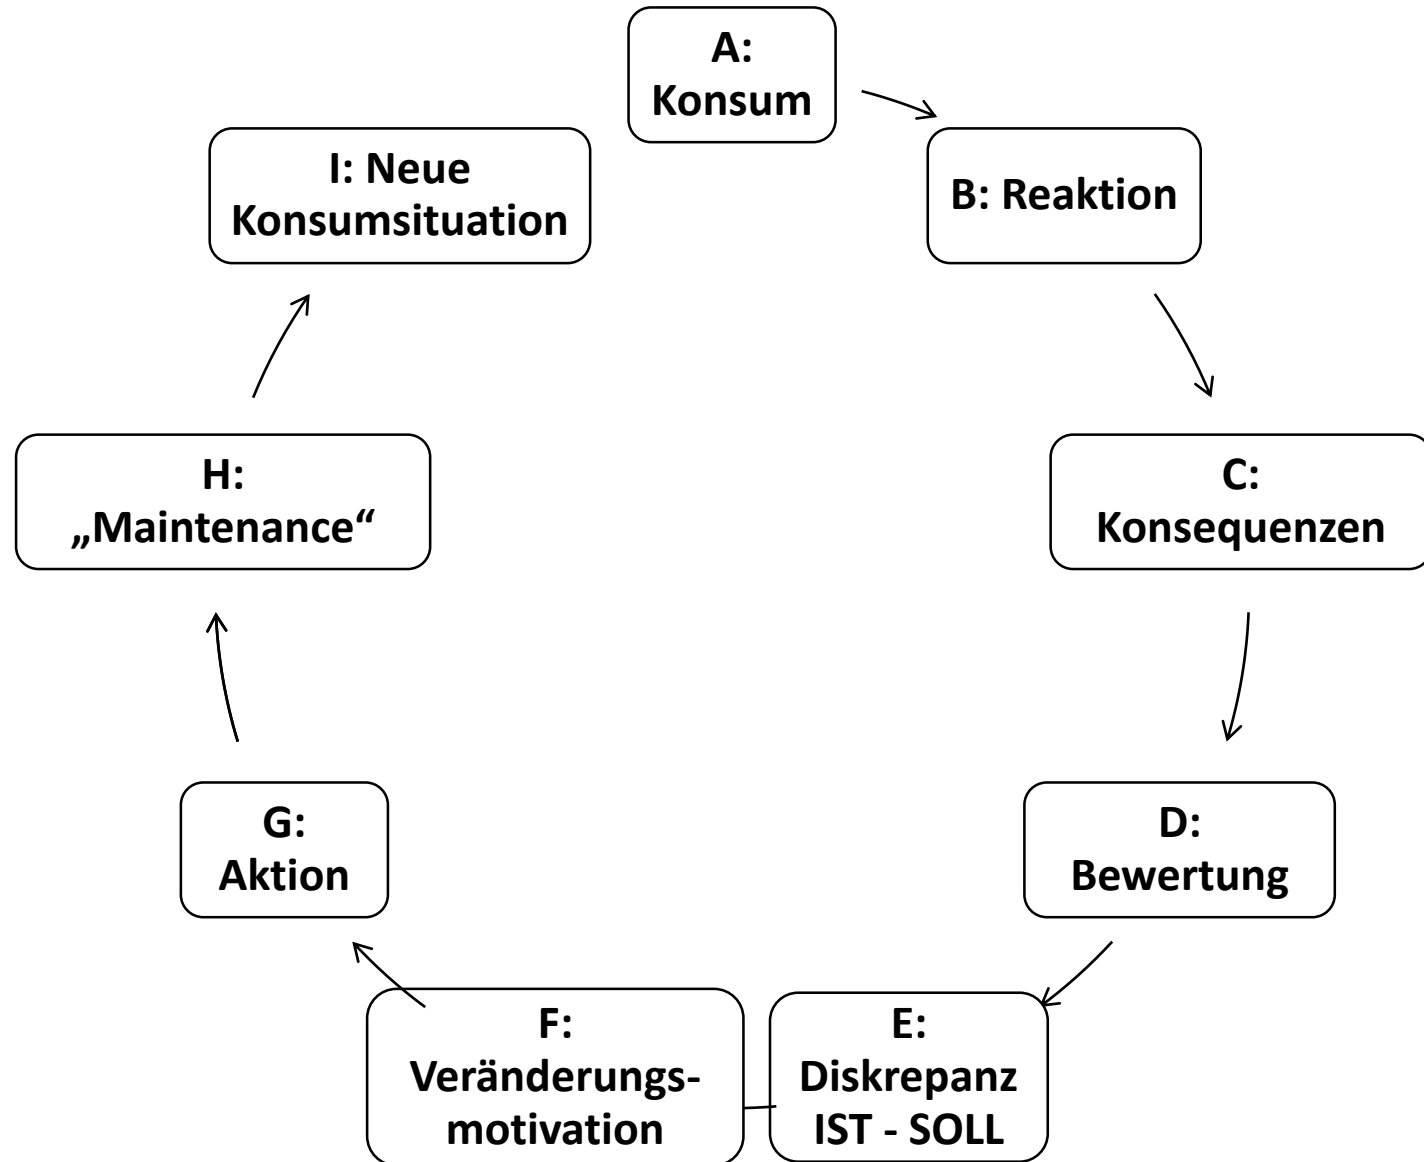 A:
Konsum
B: Reaktion
C:
Konsequenzen
D:
Bewertung
E:
Diskrepanz
IST - SOLL
F:
Veränderungs-
motivation
G:
Aktion
H:
„Maintenance“
I: Neue
Konsumsituation